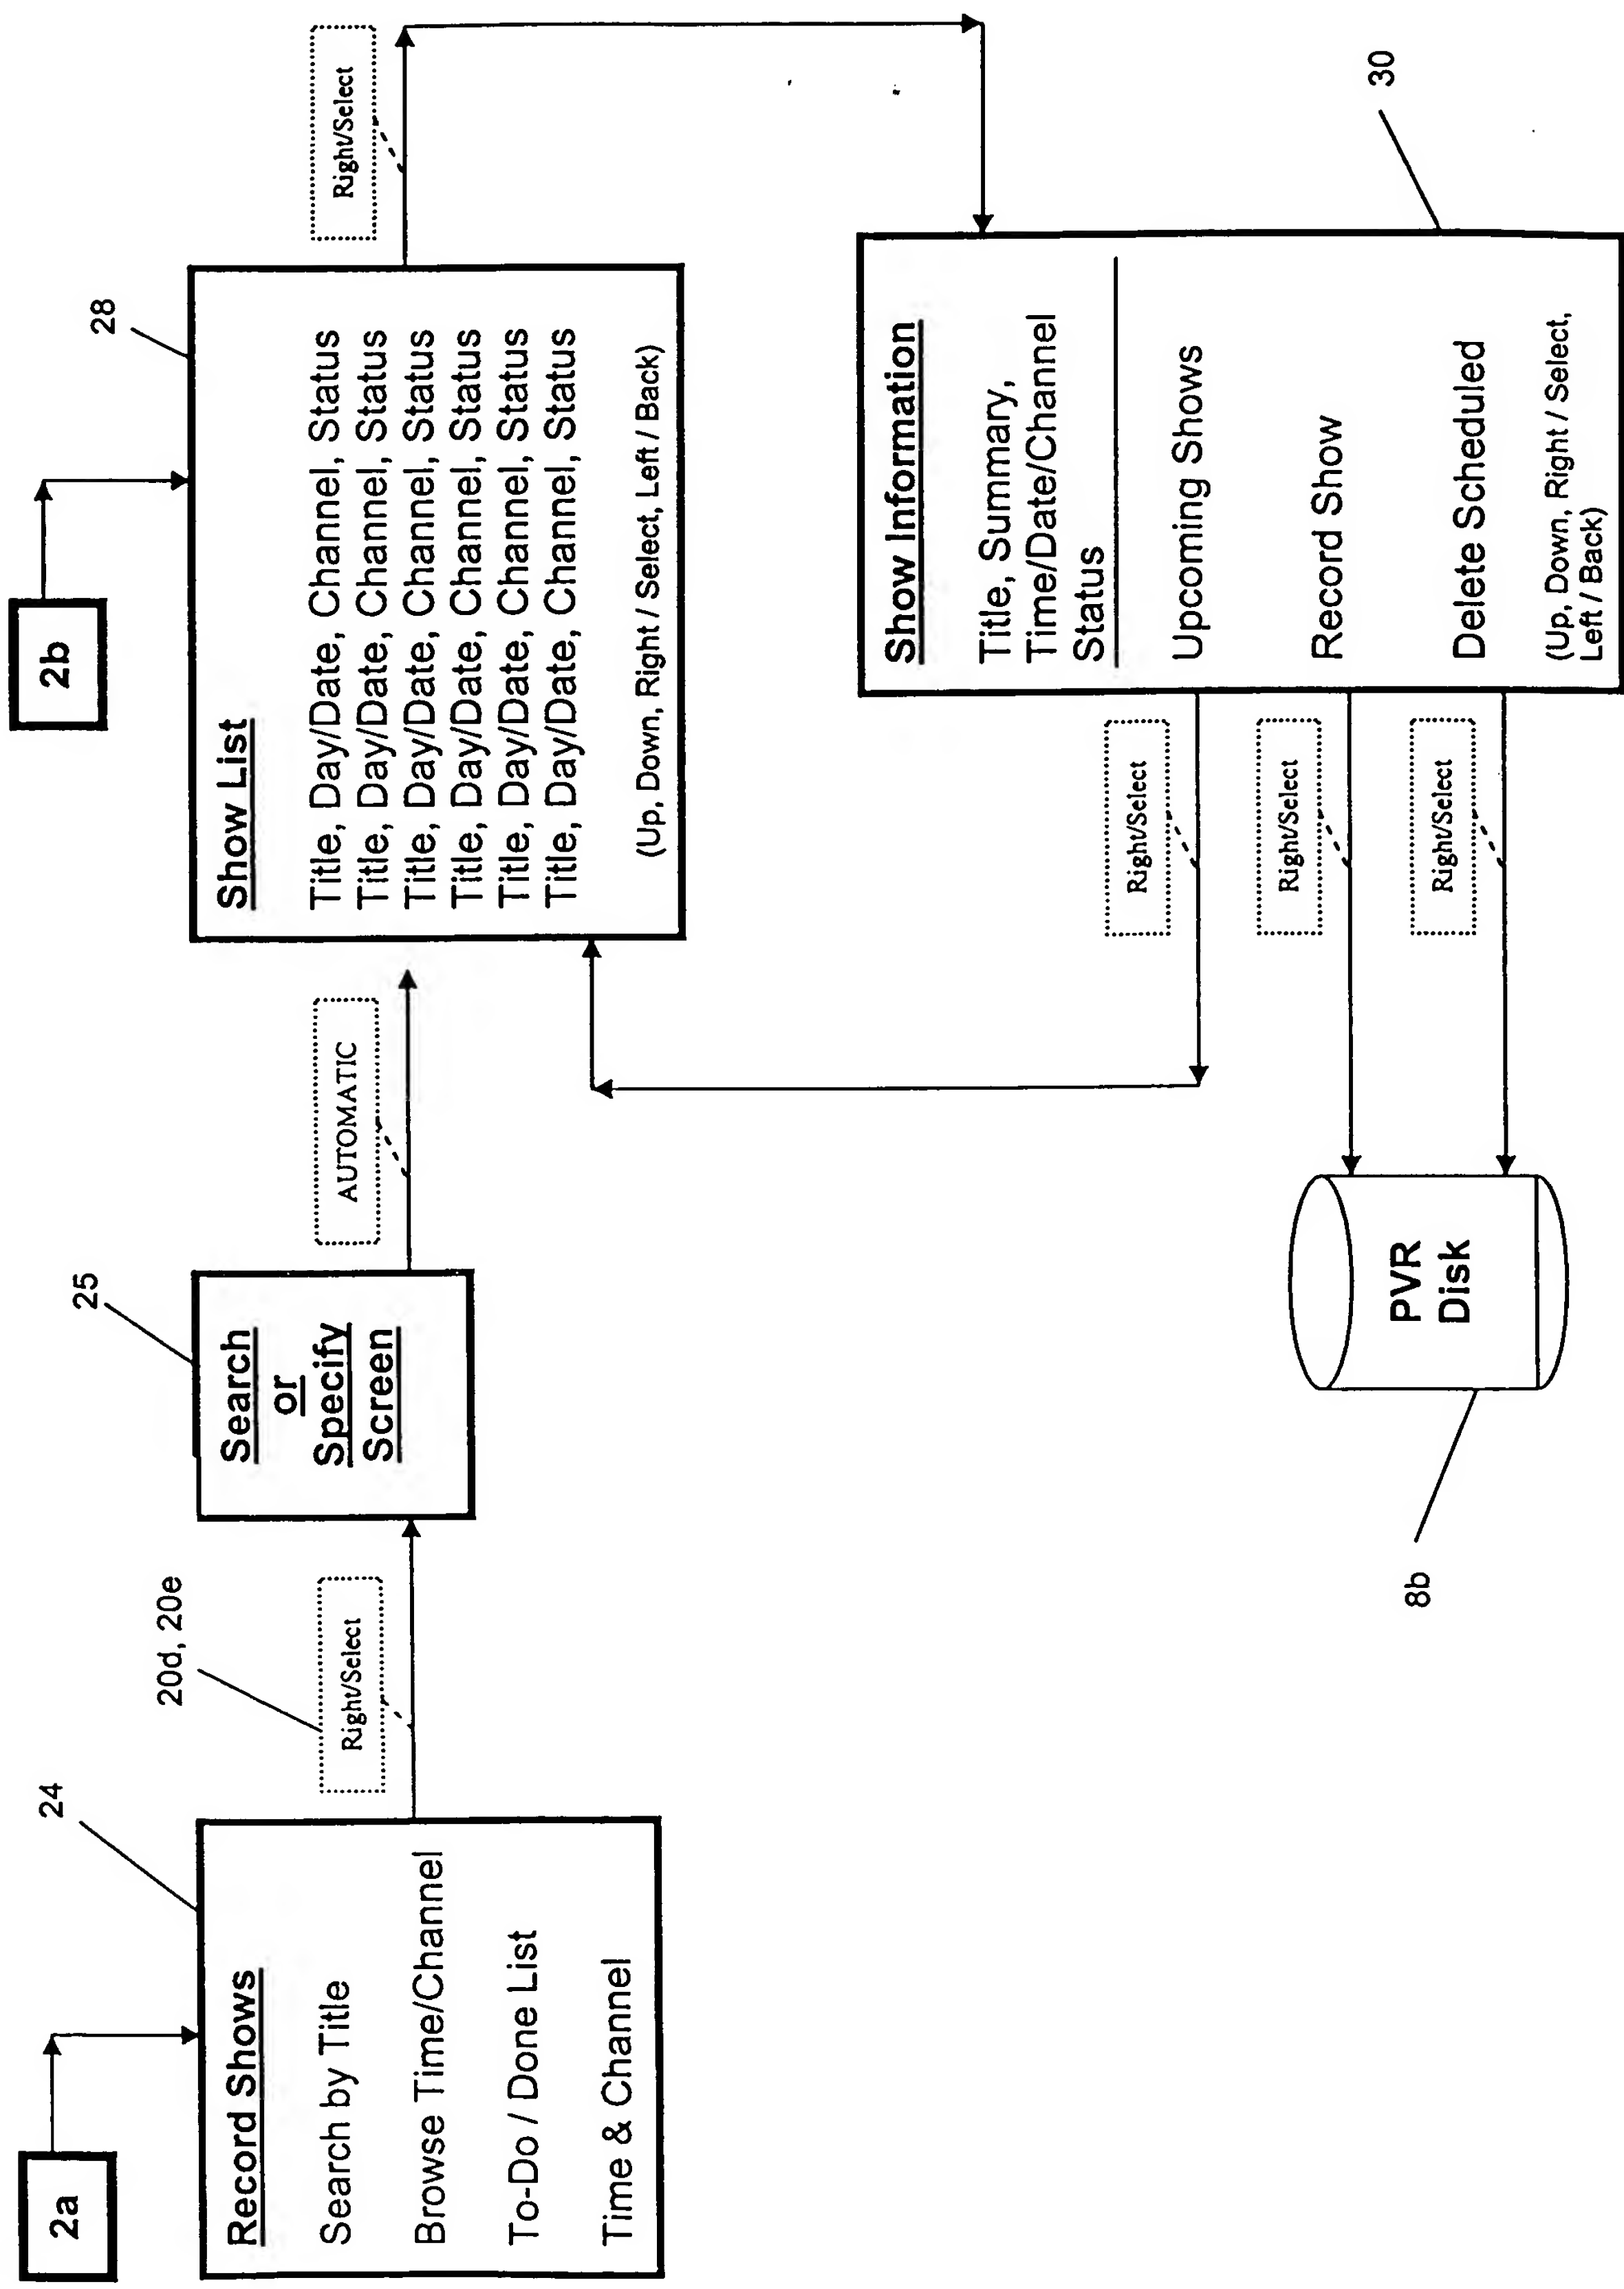 2a
24
Record Shows
Search by Title
Browse Time/Channel
To-Do / Done List
Time & Channel
20d, 20e
Right/Select
25
Search
or
Specify
Screen
AUTOMATIC
2b
28
Show List
Title, Day/Date, Channel, Status
Title, Day/Date, Channel, Status
Title, Day/Date, Channel, Status
Title, Day/Date, Channel, Status
Title, Day/Date, Channel, Status
Title, Day/Date, Channel, Status
(Up, Down, Right / Select, Left / Back)
Right/Select
30
Show Information
Title, Summary,
Time/Date/Channel
Status
Upcoming Shows
Record Show
Delete Scheduled
(Up, Down, Right / Select,
Left / Back)
Right/Select
Right/Select
Right/Select
PVR
Disk
8b